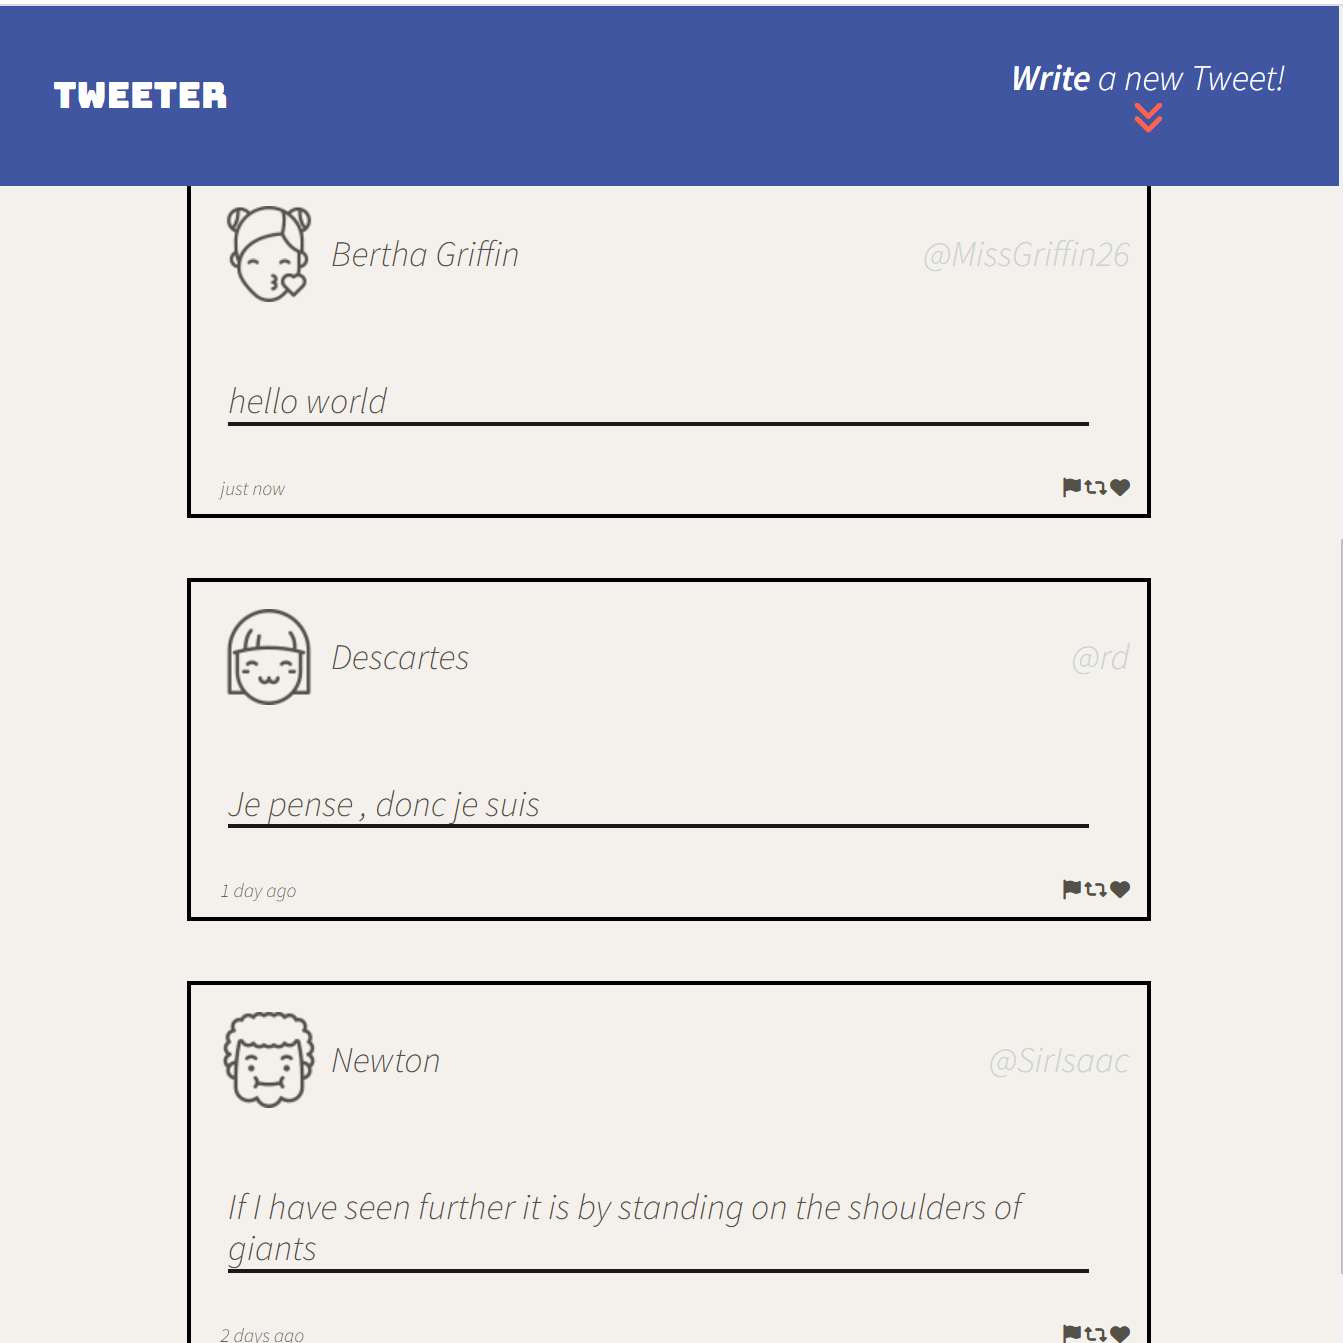 TWEETER
Write a new Tweet!
Bertha Griffin
@MissGriffin26
hello world
just now
Descartes
@rd
Je pense , donc je suis
1 day ago
Newton
@SirIsaac
If I have seen further it is by standing on the shoulders of
giants
2 days ago